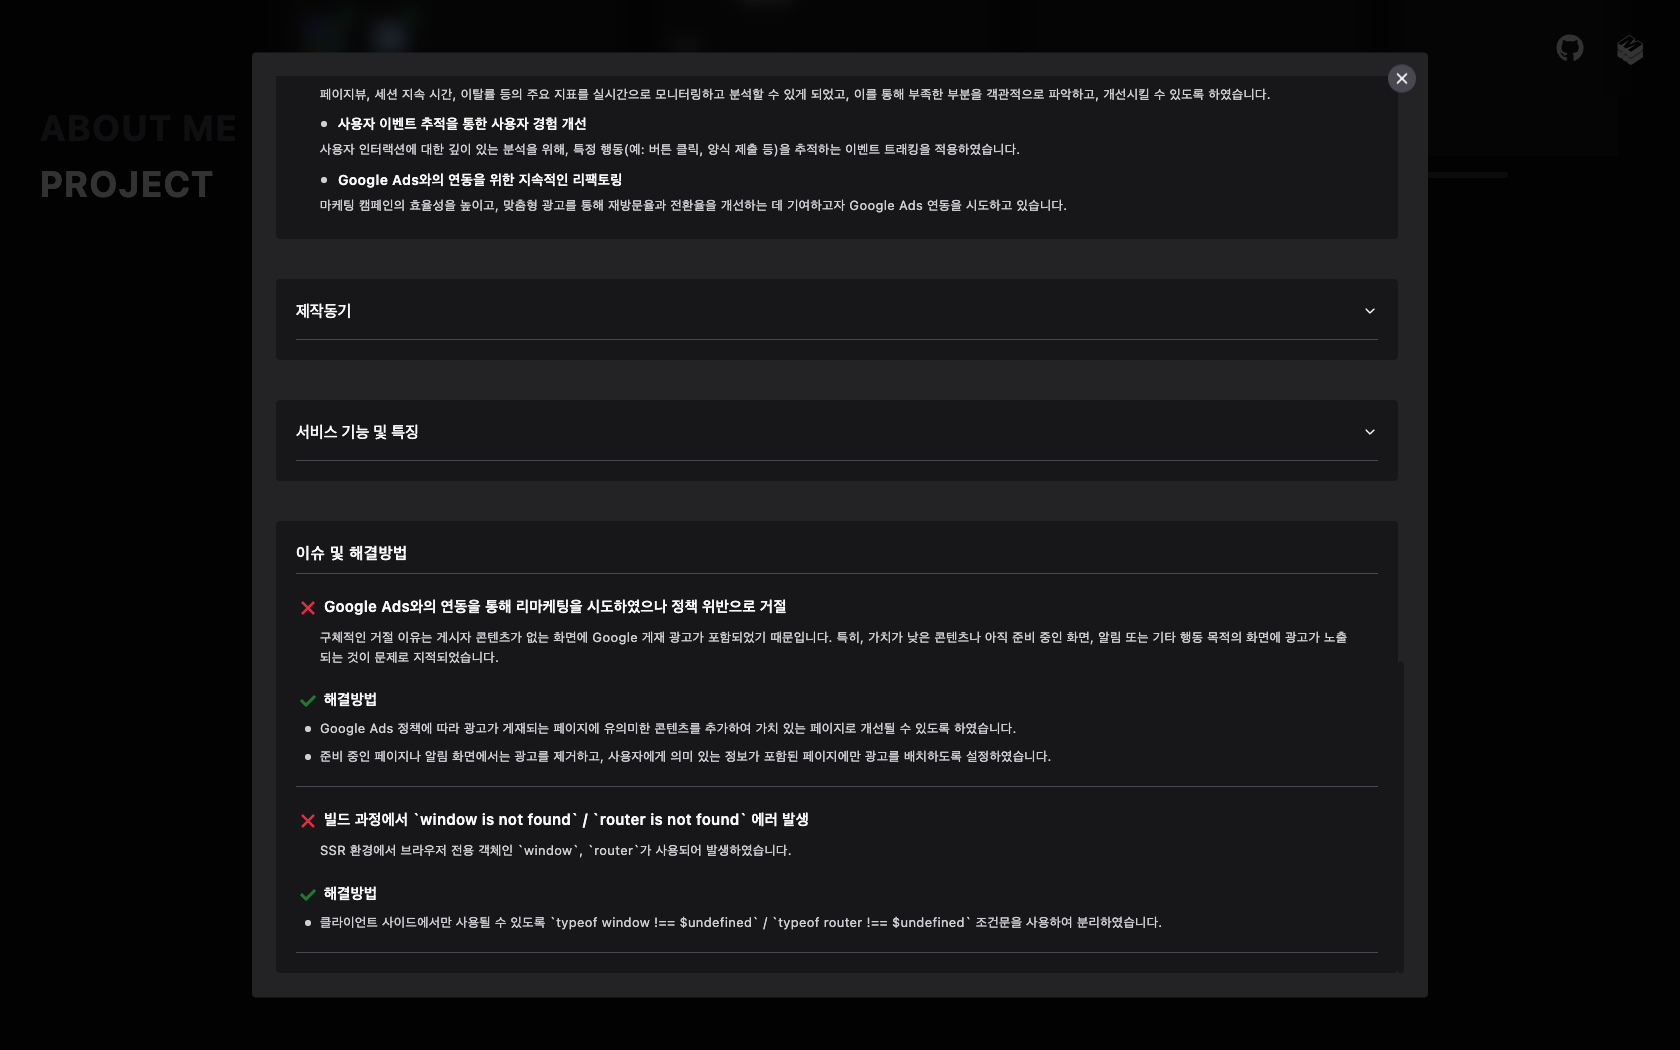 ABOUT ME
PROJECT
페이지뷰, 세션 지속 시간, 이탈률 등의 주요 지표를 실시간으로 모니터링하고 분석할 수 있게 되었고, 이를 통해 부족한 부분을 객관적으로 파악하고, 개선시킬 수 있도록 하였습니다.
사용자 이벤트 추적을 통한 사용자 경험 개선
사용자 인터랙션에 대한 깊이 있는 분석을 위해, 특정 행동(예: 버튼 클릭, 양식 제출 등)을 추적하는 이벤트 트래킹을 적용하였습니다.
Google Ads와의 연동을 위한 지속적인 리팩토링
마케팅 캠페인의 효율성을 높이고, 맞춤형 광고를 통해 재방문율과 전환율을 개선하는 데 기여하고자 Google Ads 연동을 시도하고 있습니다.
제작동기
서비스 기능 및 특징
이슈 및 해결방법
Google Ads와의 연동을 통해 리마케팅을 시도하였으나 정책 위반으로 거절
구체적인 거절 이유는 게시자 콘텐츠가 없는 화면에 Google 게재 광고가 포함되었기 때문입니다. 특히, 가치가 낮은 콘텐츠나 아직 준비 중인 화면, 알림 또는 기타 행동 목적의 화면에 광고가 노출
되는 것이 문제로 지적되었습니다.
해결방법
Google Ads 정책에 따라 광고가 게재되는 페이지에 유의미한 콘텐츠를 추가하여 가치 있는 페이지로 개선될 수 있도록 하였습니다.
준비 중인 페이지나 알림 화면에서는 광고를 제거하고, 사용자에게 의미 있는 정보가 포함된 페이지에만 광고를 배치하도록 설정하였습니다.
빌드 과정에서 `window is not found` / `router is not found` 에러 발생
SSR 환경에서 브라우저 전용 객체인 `window`, `router`가 사용되어 발생하였습니다.
해결방법
클라이언트 사이드에서만 사용될 수 있도록 `typeof window !== $undefined` / `typeof router !== $undefined` 조건문을 사용하여 분리하였습니다.